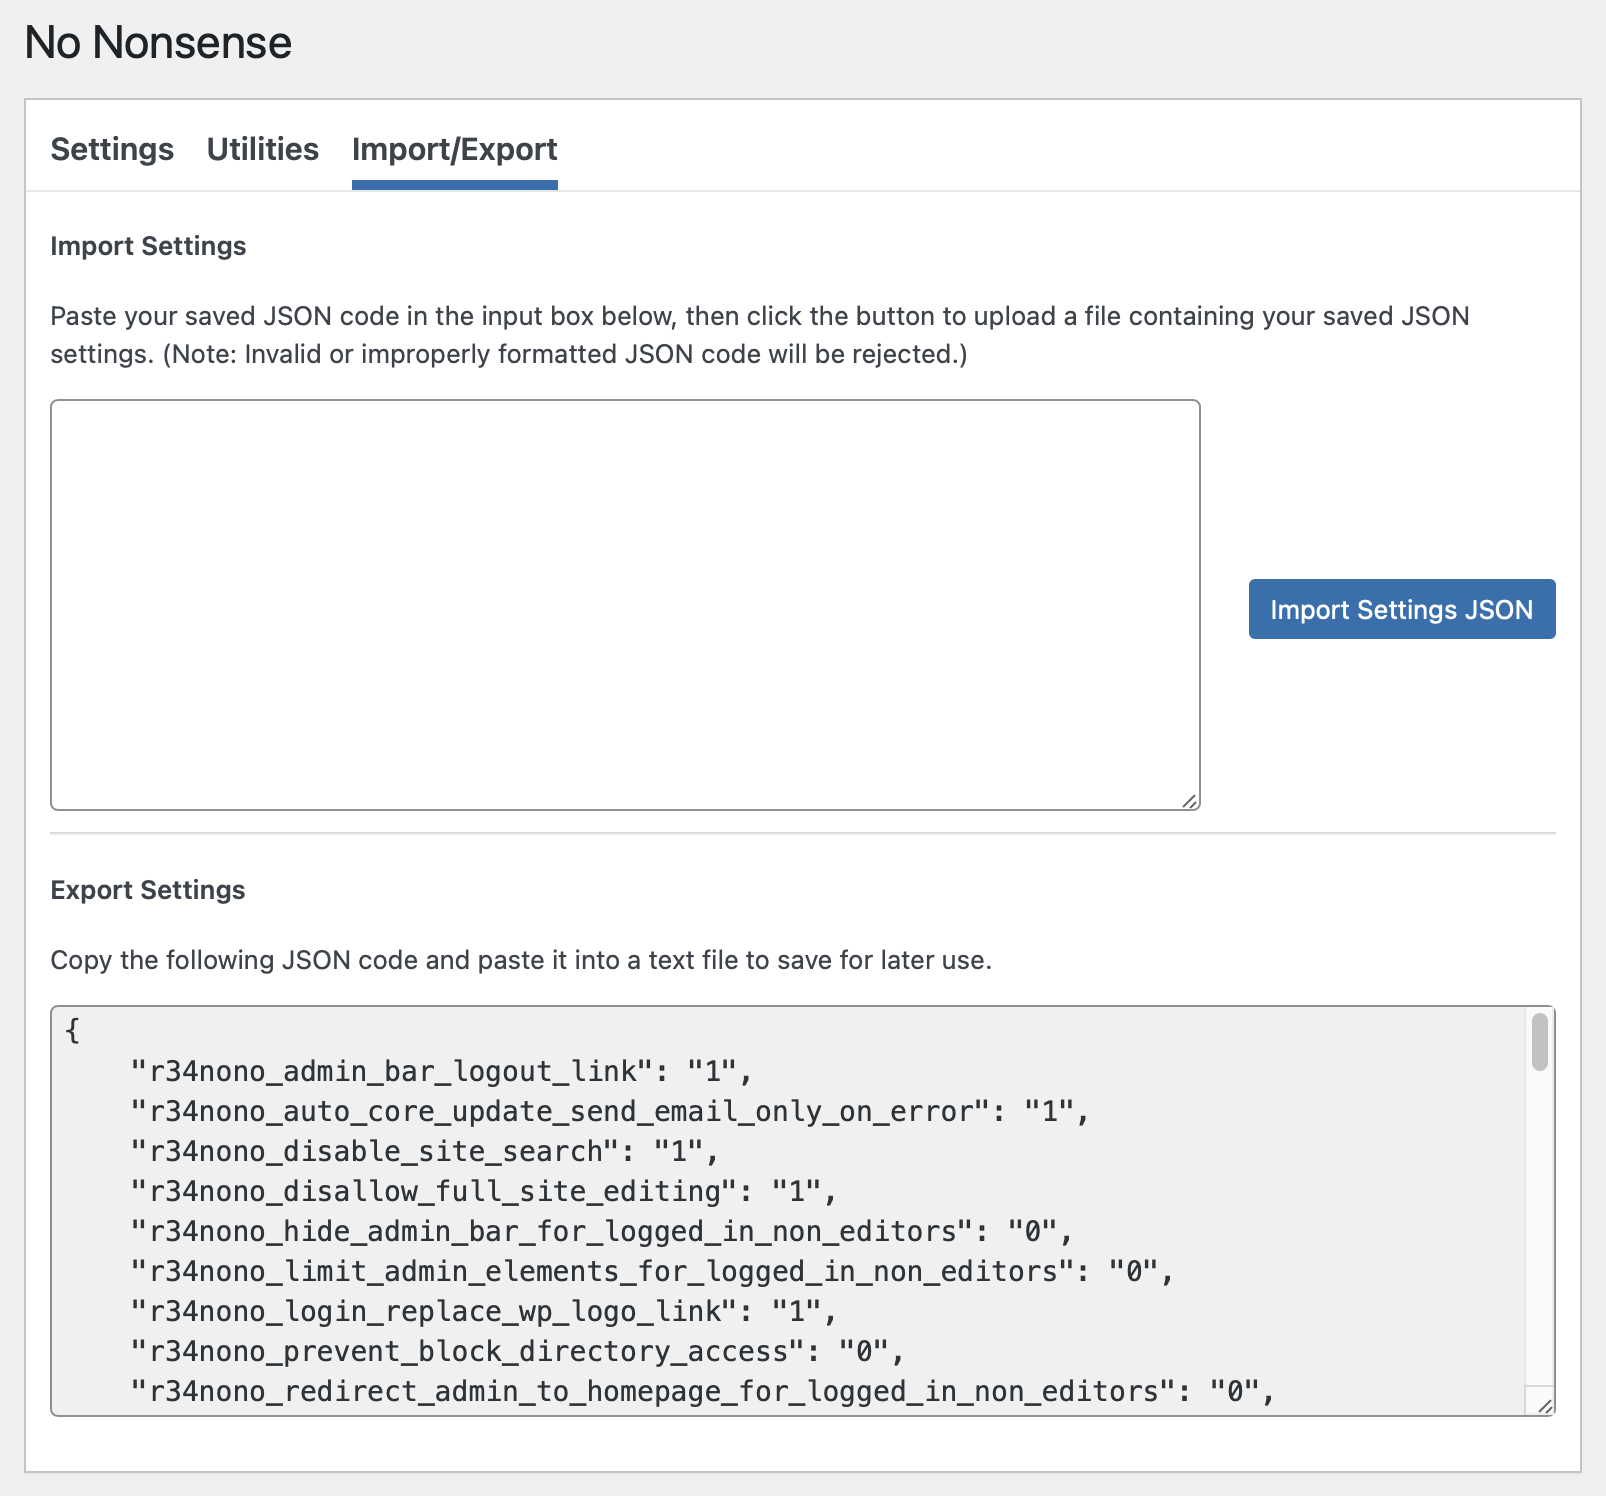 No Nonsense
Settings Utilities Import/Export
Import Settings
Paste your saved JSON code in the input box below, then click the button to upload a file containing your saved JSON
settings. (Note: Invalid or improperly formatted JSON code will be rejected.)
Import Settings JSON
Export Settings
Copy the following JSON code and paste it into a text file to save for later use.
{
    "r34nono_admin_bar_logout_link": "1",
    "r34nono_auto_core_update_send_email_only_on_error": "1",
    "r34nono_disable_site_search": "1",
    "r34nono_disallow_full_site_editing": "1",
    "r34nono_hide_admin_bar_for_logged_in_non_editors": "0",
    "r34nono_limit_admin_elements_for_logged_in_non_editors": "0",
    "r34nono_login_replace_wp_logo_link": "1",
    "r34nono_prevent_block_directory_access": "0",
    "r34nono_redirect_admin_to_homepage_for_logged_in_non_editors": "0",